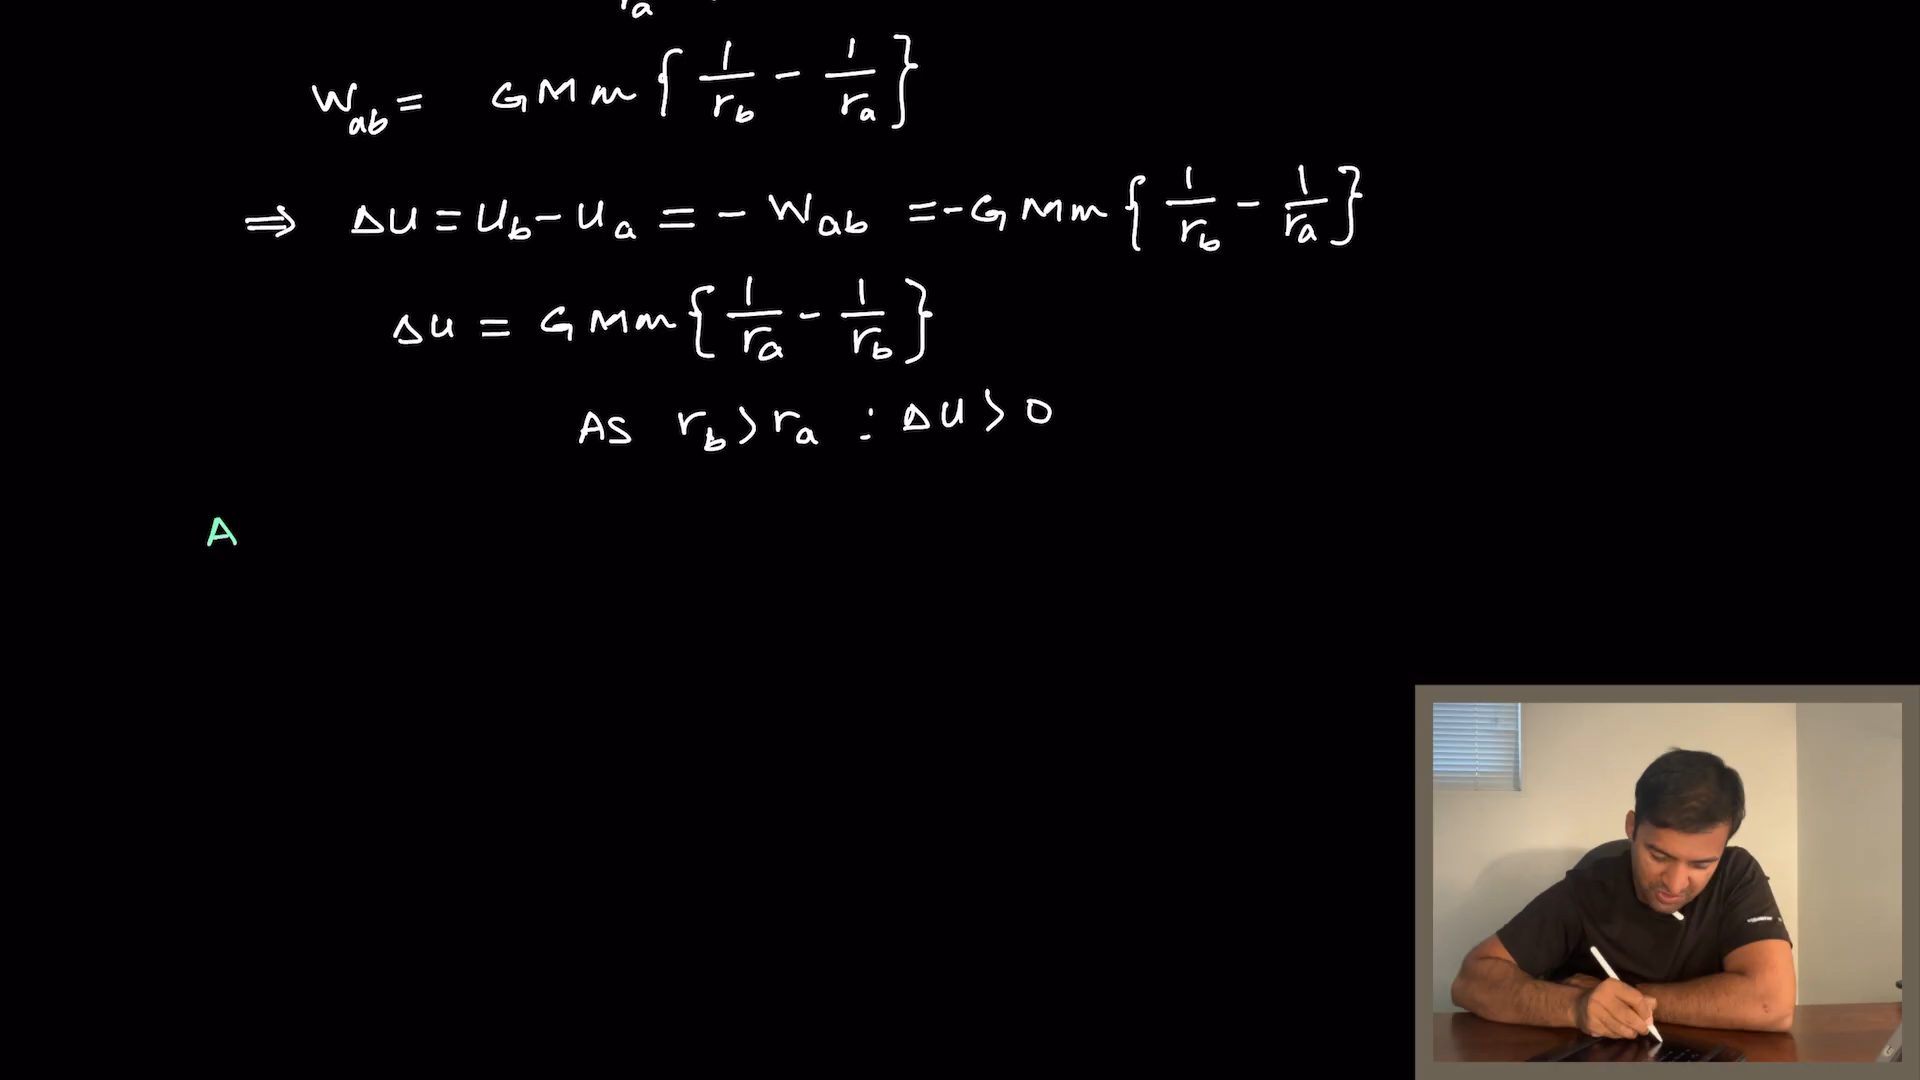 ra
W_ab = GMm { 1/r_b - 1/r_a }
⇒ ΔU = U_b - U_a = - W_ab = - GMm { 1/r_b - 1/r_a }
Δu = GMm { 1/r_a - 1/r_b }
As r_b > r_a : ΔU > 0
A